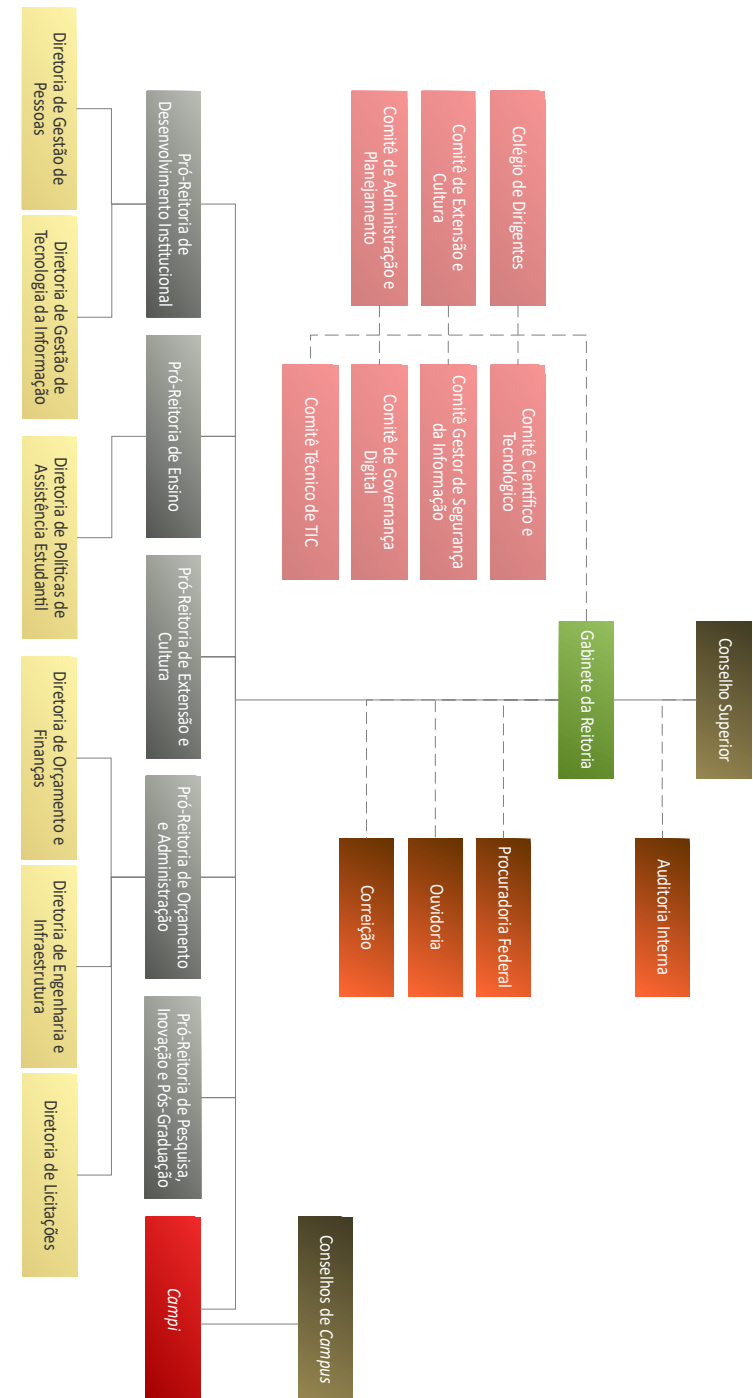 Conselho Superior
Auditoria Interna
Gabinete da Reitoria
Procuradoria Federal
Ouvidoria
Correição
Colégio de Dirigentes
Comitê Científico e
Tecnológico
Comitê de Extensão e
Cultura
Comitê Gestor de Segurança
da Informação
Comitê de Administração e
Planejamento
Comitê de Governança
Digital
Comitê Técnico de TIC
Conselhos de Campus
Pró-Reitoria de
Desenvolvimento Institucional
Pró-Reitoria de Ensino
Pró-Reitoria de Extensão e
Cultura
Pró-Reitoria de Orçamento
e Administração
Pró-Reitoria de Pesquisa,
Inovação e Pós-Graduação
Campi
Diretoria de Gestão de
Pessoas
Diretoria de Gestão de
Tecnologia da Informação
Diretoria de Políticas de
Assistência Estudantil
Diretoria de Orçamento e
Finanças
Diretoria de Engenharia e
Infraestrutura
Diretoria de Licitações